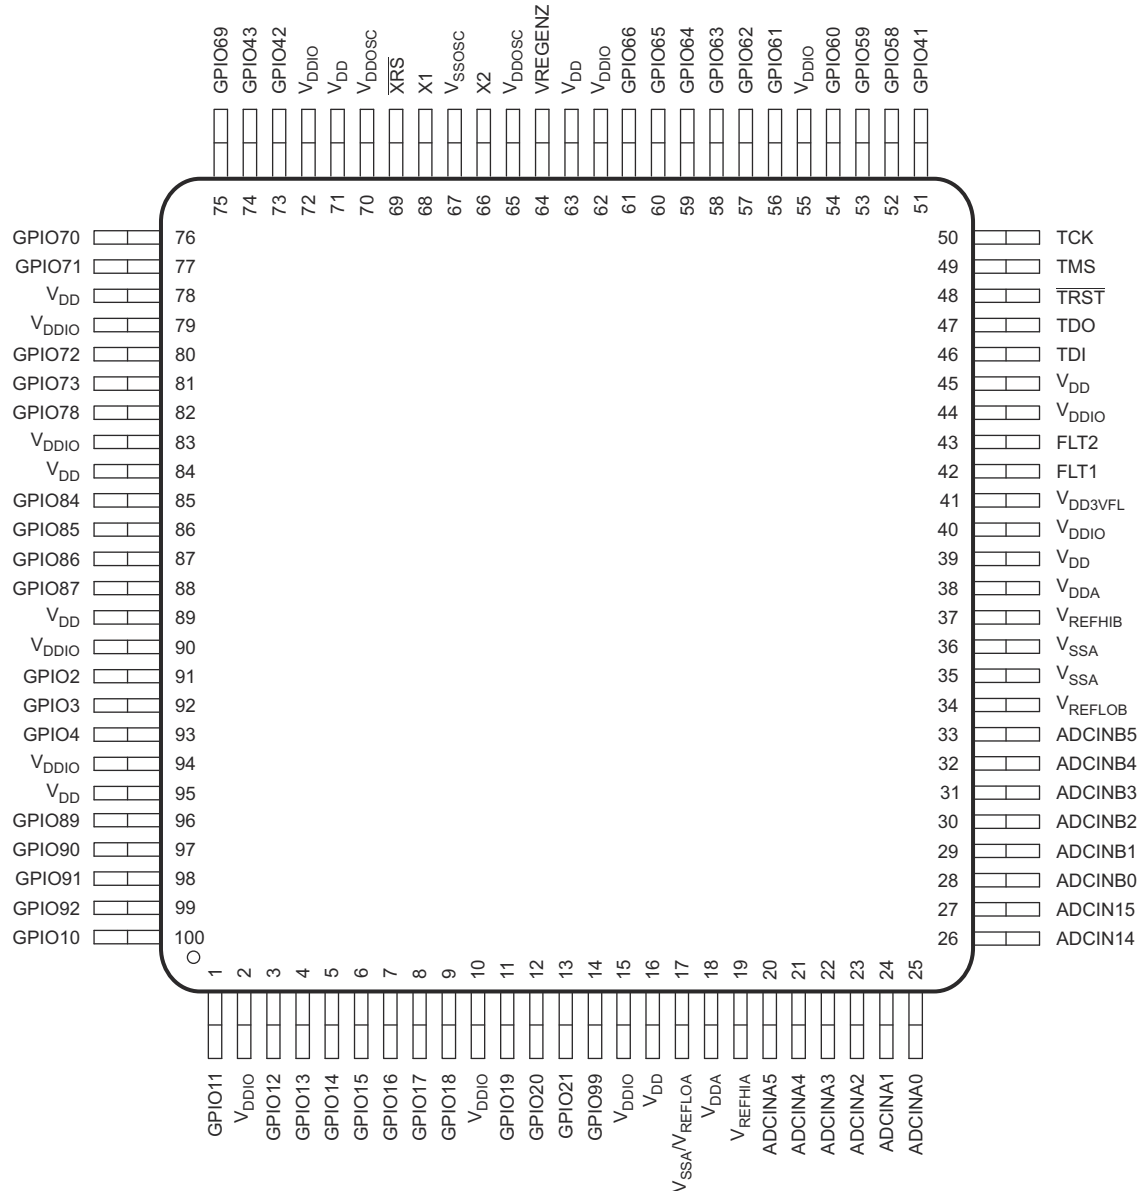 GPIO69 GPIO43 GPIO42 VDDIO VDD VDDOSC XRS X1 VSSOSC X2 VDDOSC VREGENZ VDD VDDIO GPIO66 GPIO65 GPIO64 GPIO63 GPIO62 GPIO61 VDDIO GPIO60 GPIO59 GPIO58 GPIO41
75 74 73 72 71 70 69 68 67 66 65 64 63 62 61 60 59 58 57 56 55 54 53 52 51
GPIO70 76 50 TCK
GPIO71 77 49 TMS
VDD 78 48 TRST
VDDIO 79 47 TDO
GPIO72 80 46 TDI
GPIO73 81 45 VDD
GPIO78 82 44 VDDIO
VDDIO 83 43 FLT2
VDD 84 42 FLT1
GPIO84 85 41 VDD3VFL
GPIO85 86 40 VDDIO
GPIO86 87 39 VDD
GPIO87 88 38 VDDA
VDD 89 37 VREFHIB
VDDIO 90 36 VSSA
GPIO2 91 35 VSSA
GPIO3 92 34 VREFLOB
GPIO4 93 33 ADCINB5
VDDIO 94 32 ADCINB4
VDD 95 31 ADCINB3
GPIO89 96 30 ADCINB2
GPIO90 97 29 ADCINB1
GPIO91 98 28 ADCINB0
GPIO92 99 27 ADCIN15
GPIO10 100 26 ADCIN14
1 2 3 4 5 6 7 8 9 10 11 12 13 14 15 16 17 18 19 20 21 22 23 24 25
GPIO11 VDDIO GPIO12 GPIO13 GPIO14 GPIO15 GPIO16 GPIO17 GPIO18 VDDIO GPIO19 GPIO20 GPIO21 GPIO99 VDDIO VDD VSSA/VREFLOA VDDA VREFHIA ADCINA5 ADCINA4 ADCINA3 ADCINA2 ADCINA1 ADCINA0